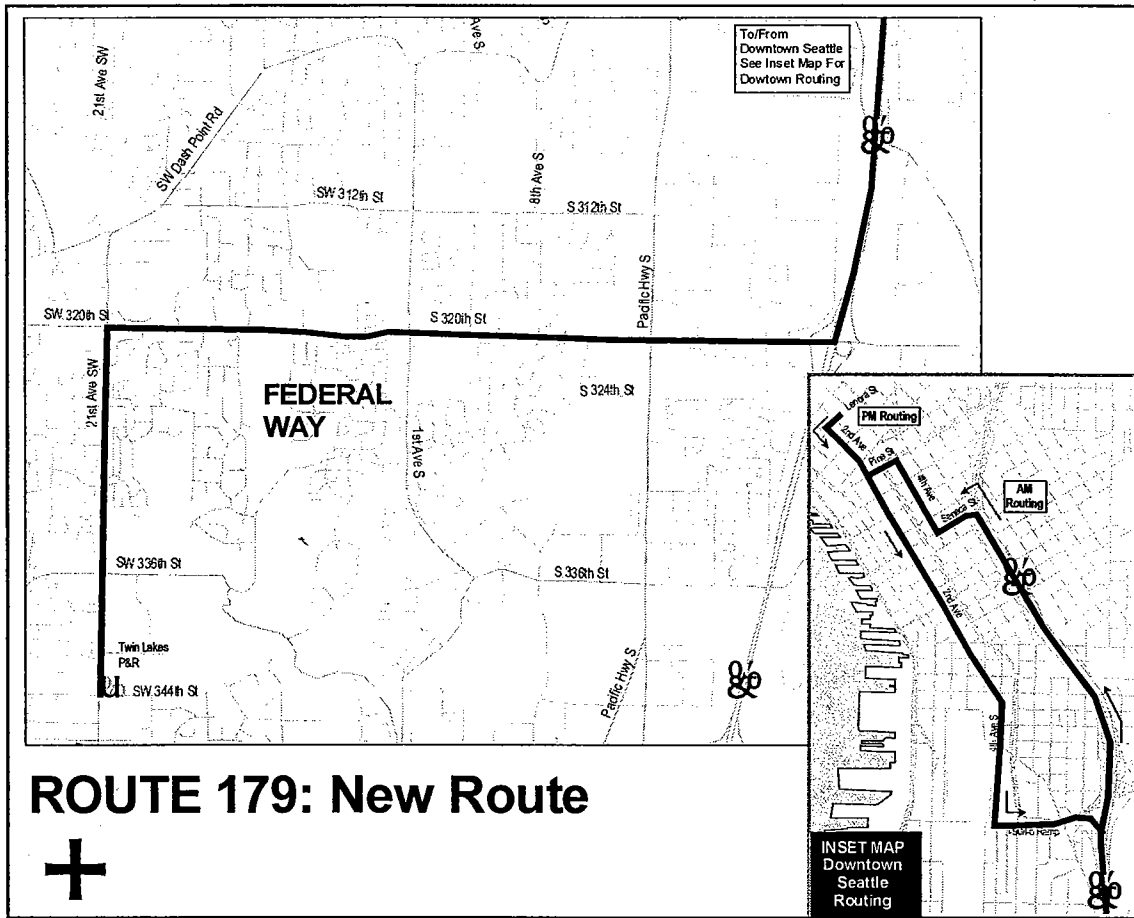 To/From
Downtown Seattle
See Inset Map For
Dowtown Routing
21st Ave SW
SW Dash Point Rd
Ave S
8th Ave S
SW 312th St
S 312th St
Pacific Hwy S
SW 320th St
S 320th St
21st Ave SW
FEDERAL
WAY
S 324th St
1st Ave S
SW 336th St
S 336th St
Twin Lakes
P&R
SW 344th St
Pacific Hwy S
Lenora St
PM Routing
2nd Ave
Pine St
4th Ave
Seneca St
AM
Routing
2nd Ave
4th Ave S
Ramp
INSET MAP
Downtown
Seattle
Routing
ROUTE 179: New Route